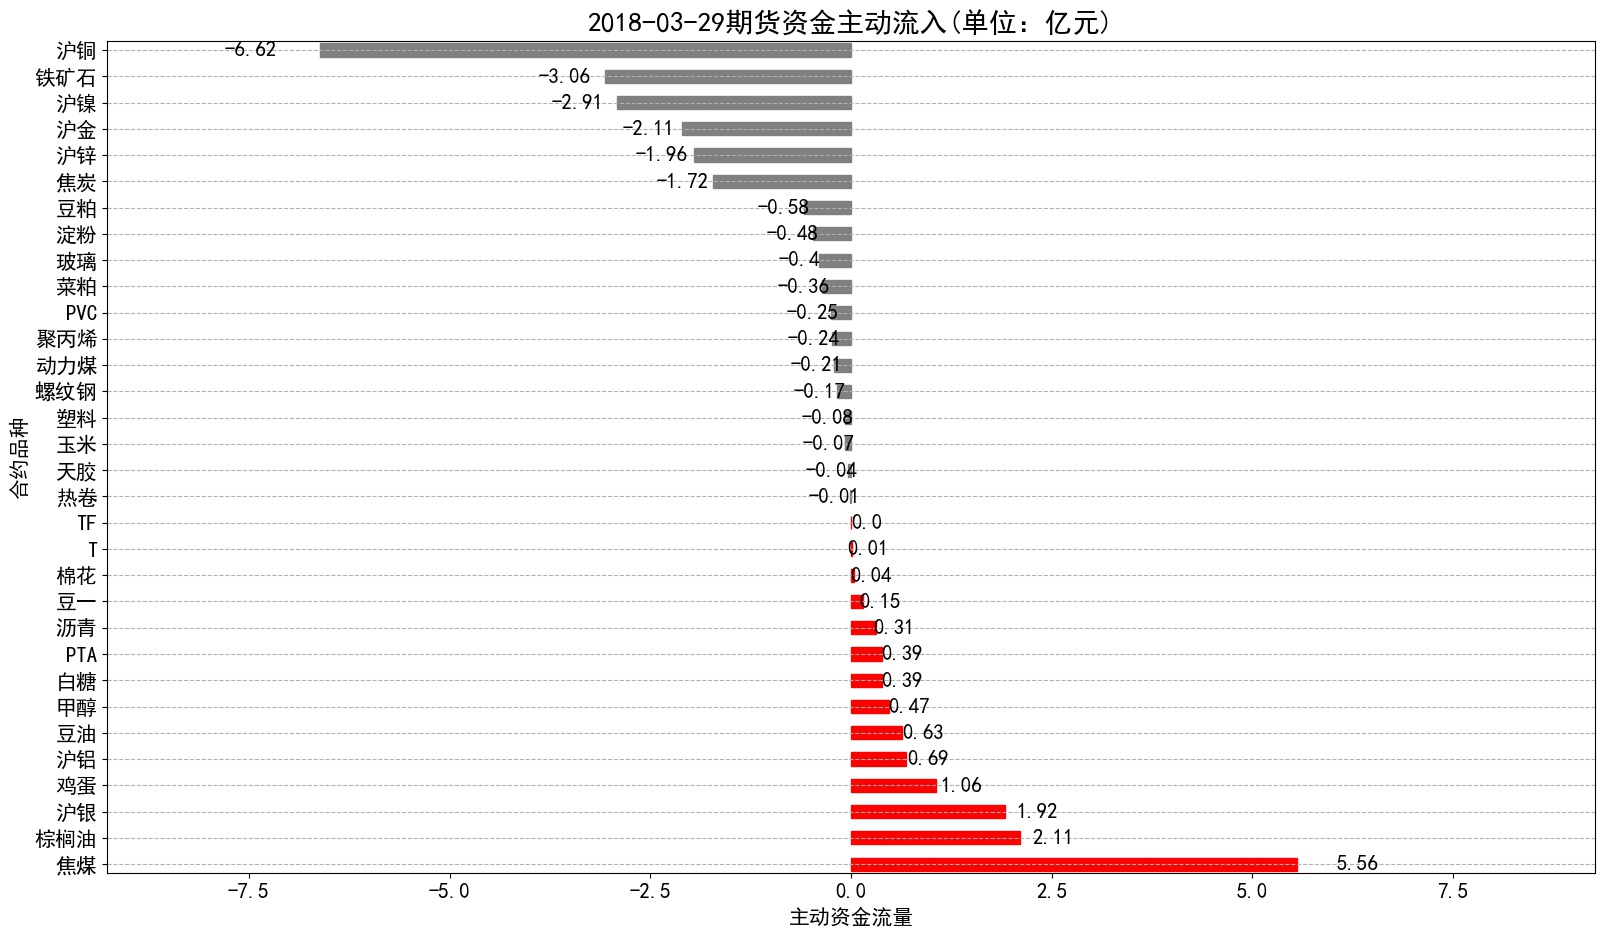 2018-03-29期货资金主动流入(单位：亿元)
沪铜 -6.62
铁矿石 -3.06
沪镍 -2.91
沪金 -2.11
沪锌 -1.96
焦炭 -1.72
豆粕 -0.58
淀粉 -0.48
玻璃 -0.4
菜粕 -0.36
PVC -0.25
聚丙烯 -0.24
动力煤 -0.21
螺纹钢 -0.17
塑料 -0.08
玉米 -0.07
天胶 -0.04
热卷 -0.01
TF 0.0
T 0.01
棉花 0.04
豆一 0.15
沥青 0.31
PTA 0.39
白糖 0.39
甲醇 0.47
豆油 0.63
沪铝 0.69
鸡蛋 1.06
沪银 1.92
棕榈油 2.11
焦煤 5.56
合约品种
-7.5 -5.0 -2.5 0.0 2.5 5.0 7.5
主动资金流量